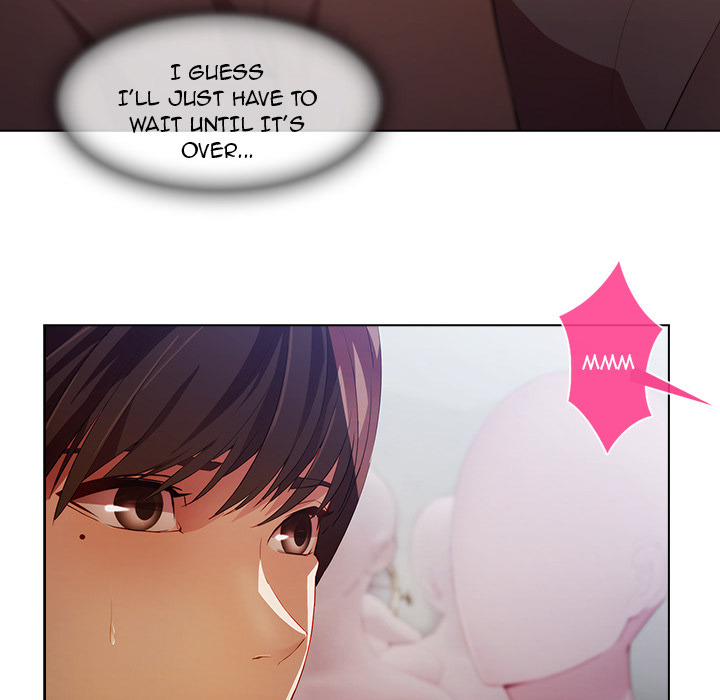 I GUESS
I'LL JUST HAVE TO
WAIT UNTIL IT'S
OVER...
MMM